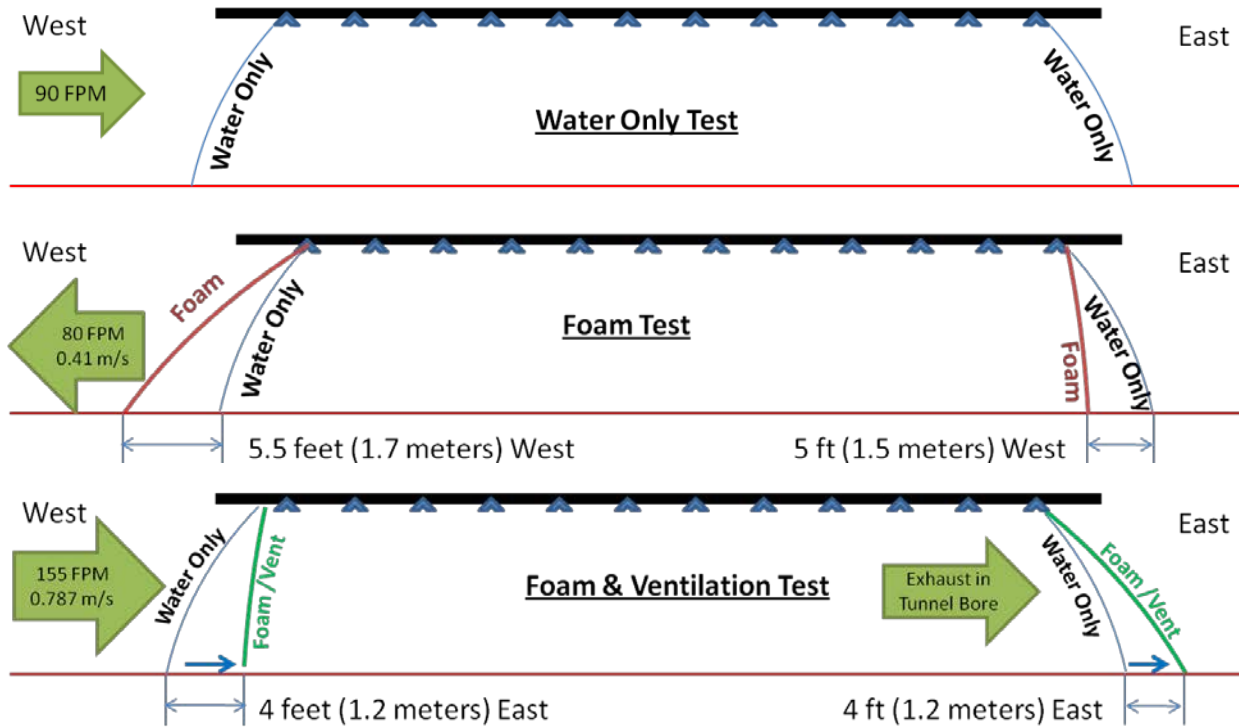 West
East
90 FPM
Water Only
Water Only
Water Only Test
West
East
80 FPM
0.41 m/s
Foam
Water Only
Foam Test
Foam
Water Only
5.5 feet (1.7 meters) West
5 ft (1.5 meters) West
West
East
155 FPM
0.787 m/s
Water Only
Foam /Vent
Foam & Ventilation Test
Exhaust in
Tunnel Bore
Water Only
Foam /Vent
4 feet (1.2 meters) East
4 ft (1.2 meters) East